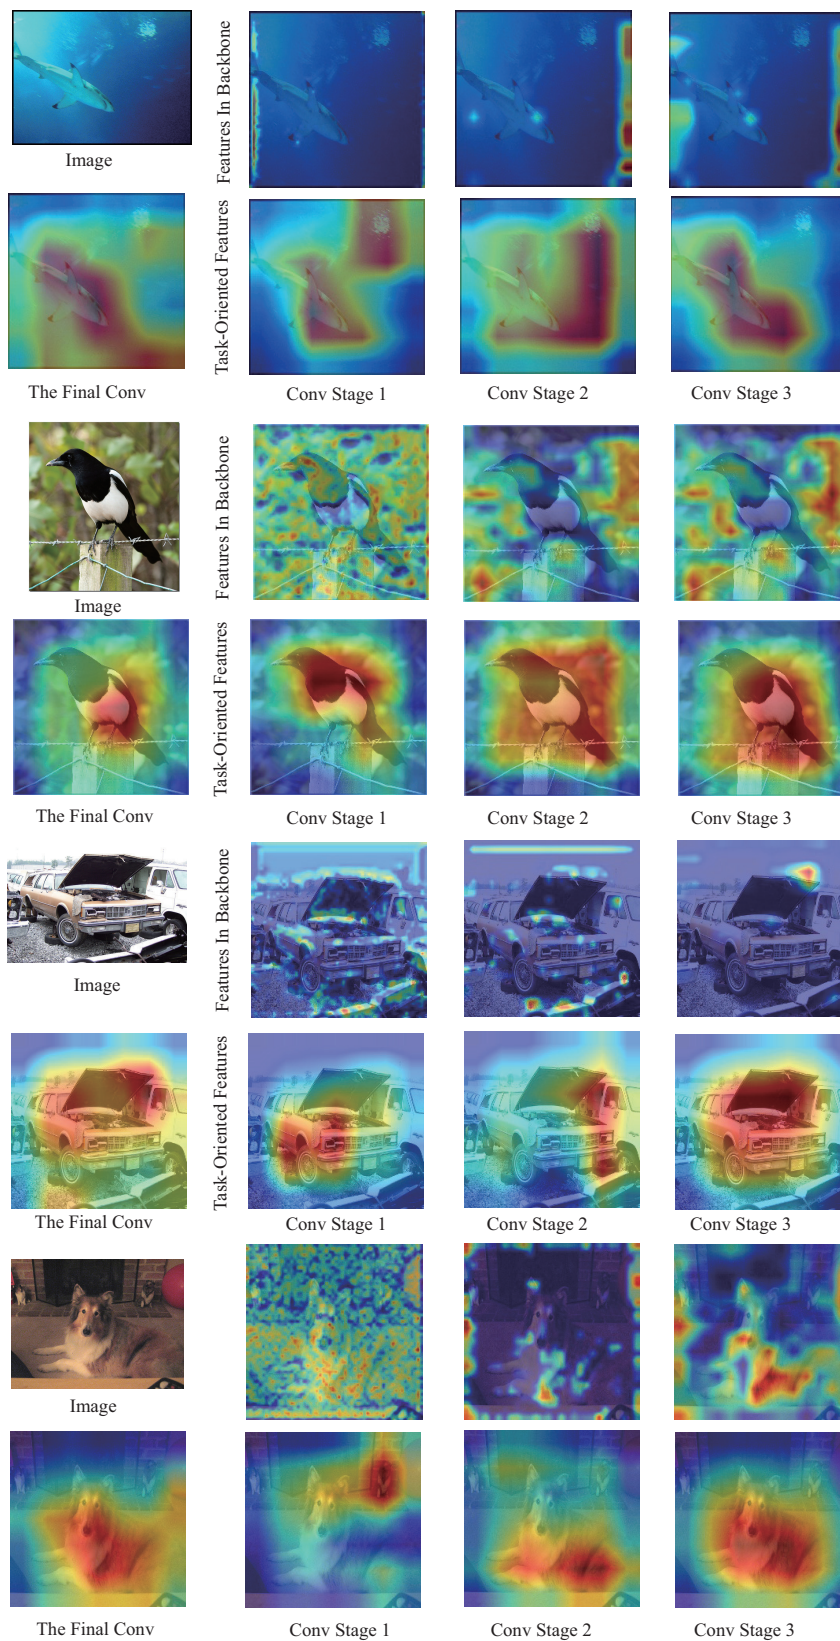 Image
Features In Backbone
Task-Oriented Features
The Final Conv
Conv Stage 1
Conv Stage 2
Conv Stage 3
Image
Features In Backbone
Task-Oriented Features
The Final Conv
Conv Stage 1
Conv Stage 2
Conv Stage 3
Image
Features In Backbone
Task-Oriented Features
The Final Conv
Conv Stage 1
Conv Stage 2
Conv Stage 3
Image
The Final Conv
Conv Stage 1
Conv Stage 2
Conv Stage 3